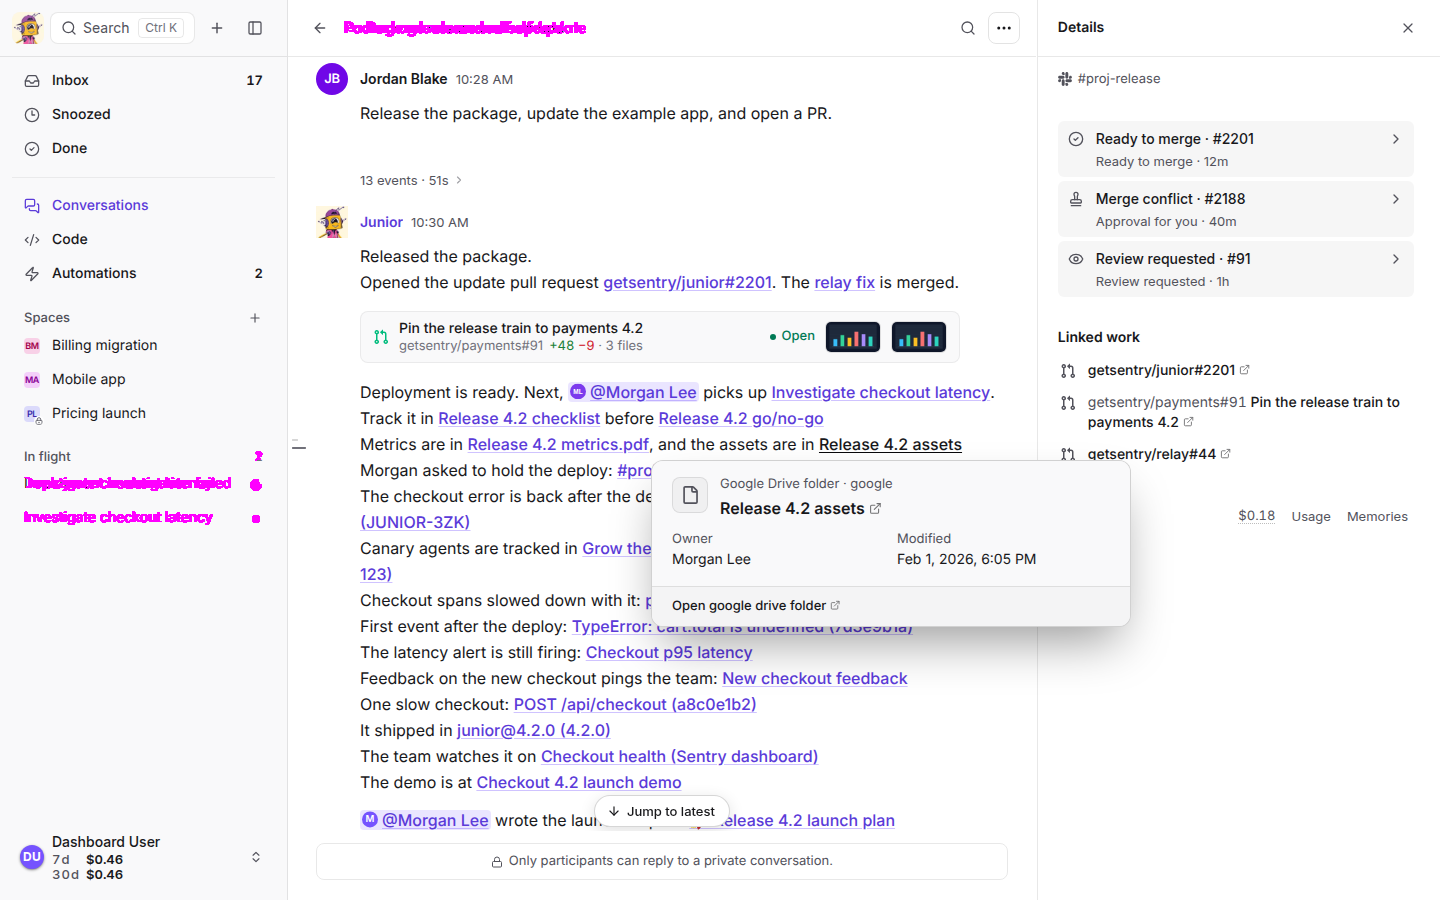 Search Ctrl K
Inbox 17
Snoozed
Done
Conversations
Code
Automations 2
Spaces
Billing migration
Mobile app
Pricing launch
BM
MA
PL
In flight
Investigate checkout latency
DU
Dashboard User
7d $0.46
30d $0.46
JB Jordan Blake 10:28 AM
Release the package, update the example app, and open a PR.
13 events · 51s
Junior 10:30 AM
Released the package.
Opened the update pull request getsentry/junior#2201. The relay fix is merged.
Pin the release train to payments 4.2
getsentry/payments#91 +48 −9 · 3 files
Open
Deployment is ready. Next, ML @Morgan Lee picks up Investigate checkout latency.
Track it in Release 4.2 checklist before Release 4.2 go/no-go
Metrics are in Release 4.2 metrics.pdf, and the assets are in Release 4.2 assets
Morgan asked to hold the deploy: #pro
The checkout error is back after the de
(JUNIOR-3ZK)
Canary agents are tracked in Grow the
123)
Checkout spans slowed down with it: p
First event after the deploy: TypeError: cart.total is undefined (7d3e9b1a)
The latency alert is still firing: Checkout p95 latency
Feedback on the new checkout pings the team: New checkout feedback
One slow checkout: POST /api/checkout (a8c0e1b2)
It shipped in junior@4.2.0 (4.2.0)
The team watches it on Checkout health (Sentry dashboard)
The demo is at Checkout 4.2 launch demo
M @Morgan Lee wrote the laun elease 4.2 launch plan
Jump to latest
Only participants can reply to a private conversation.
Google Drive folder · google
Release 4.2 assets
Owner Modified
Morgan Lee Feb 1, 2026, 6:05 PM
Open google drive folder
Details
#proj-release
Ready to merge · #2201
Ready to merge · 12m
Merge conflict · #2188
Approval for you · 40m
Review requested · #91
Review requested · 1h
Linked work
getsentry/junior#2201
getsentry/payments#91 Pin the release train to
payments 4.2
getsentry/relay#44
$0.18 Usage Memories